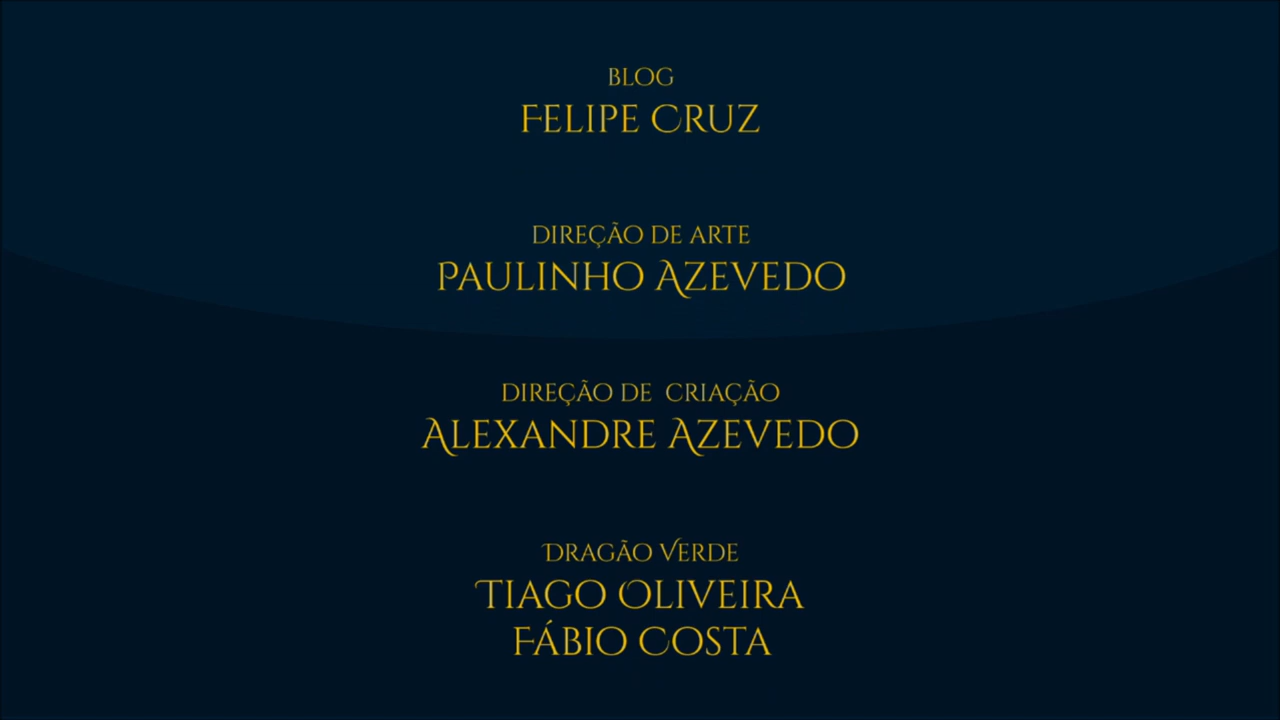 BLOG
FELIPE CRUZ
DIREÇÃO DE ARTE
PAULINHO AZEVEDO
DIREÇÃO DE CRIAÇÃO
ALEXANDRE AZEVEDO
DRAGÃO VERDE
TIAGO OLIVEIRA
FÁBIO COSTA